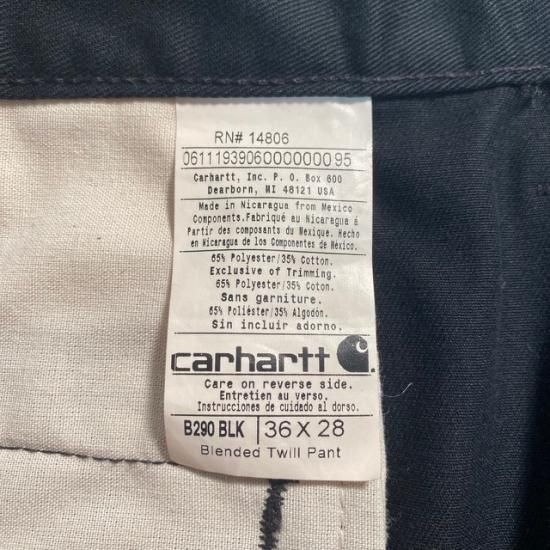 RN# 14806
0611193906000000095
Carhartt, Inc. P. O. Box 600
Dearborn, MI 48121 USA
Made in Nicaragua from Mexico
Components.Fabriqué au Nicaragua á
Partir des composants du Mexique. Hecho
en Nicaragua de los Componentes de México.
65% Polyester/35% Cotton.
Exclusive of Trimming.
65% Polyester/35% Coton.
Sans garniture.
65% Poliéster/35% Algodón.
Sin incluir adorno.
carhartt
Care on reverse side.
Entretien au verso.
Instrucciones de cuidado al dorso.
B290 BLK 36 X 28
Blended Twill Pant